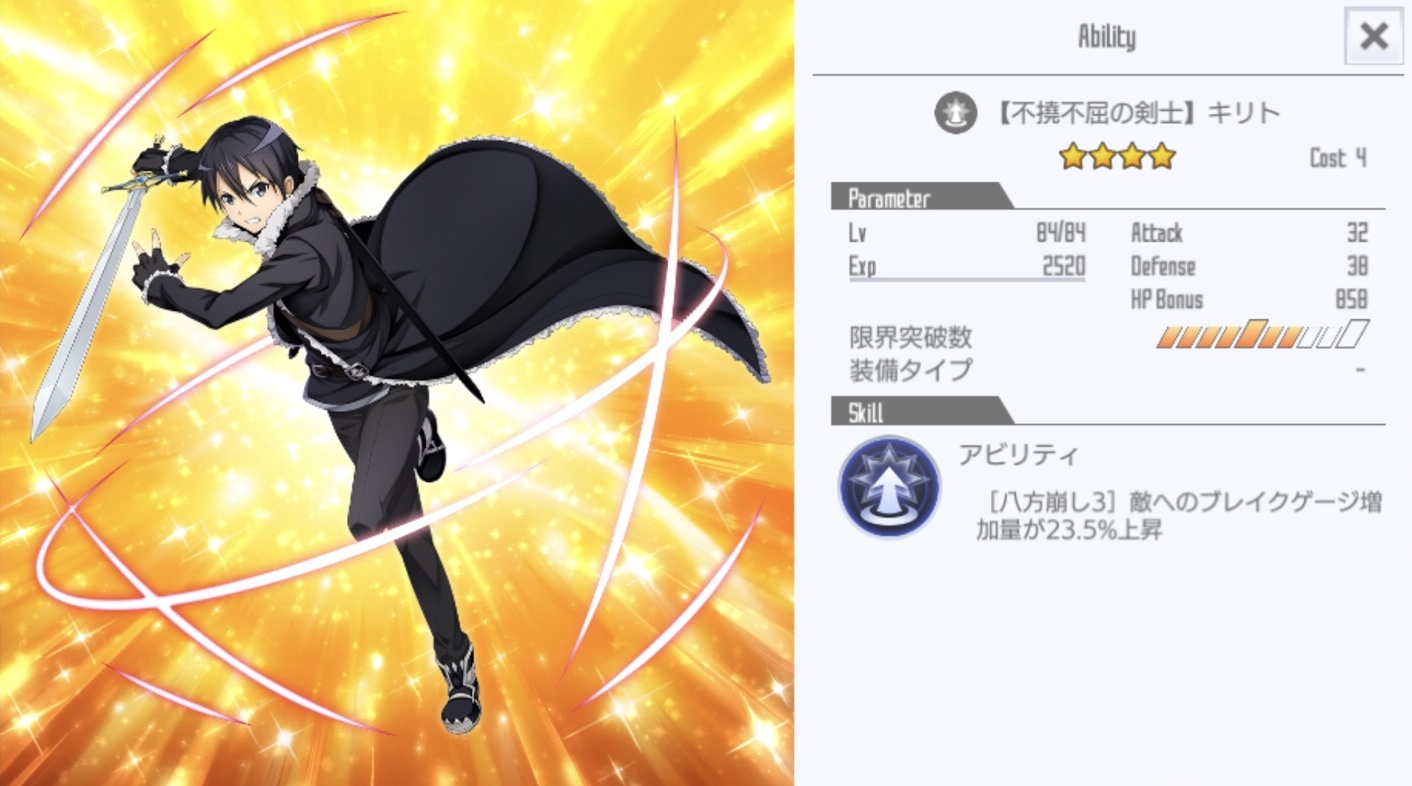 Ability
【不撓不屈の剣士】キリト
Cost 4
Parameter
Lv 84/84 Attack 32
Exp 2520 Defense 38
HP Bonus 858
限界突破数
装備タイプ -
Skill
アビリティ
［八方崩し3］敵へのブレイクゲージ増
加量が23.5%上昇